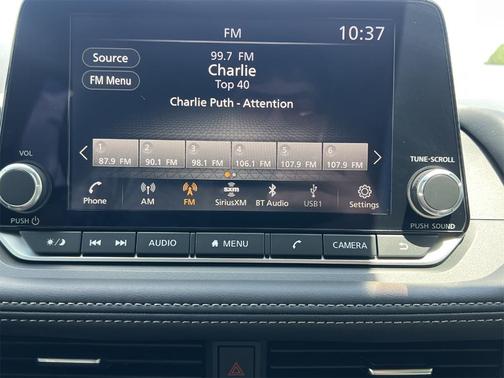 FM
10:37
Source
99.7 FM
Charlie
FM Menu
Top 40
Charlie Puth - Attention
1 2 3 4 5 6
87.9 FM 90.1 FM 98.1 FM 106.1 FM 107.9 FM 107.9 FM
VOL
TUNE·SCROLL
Phone AM FM SiriusXM BT Audio USB1 Settings
sxm
PUSH
PUSH SOUND
AUDIO MENU CAMERA